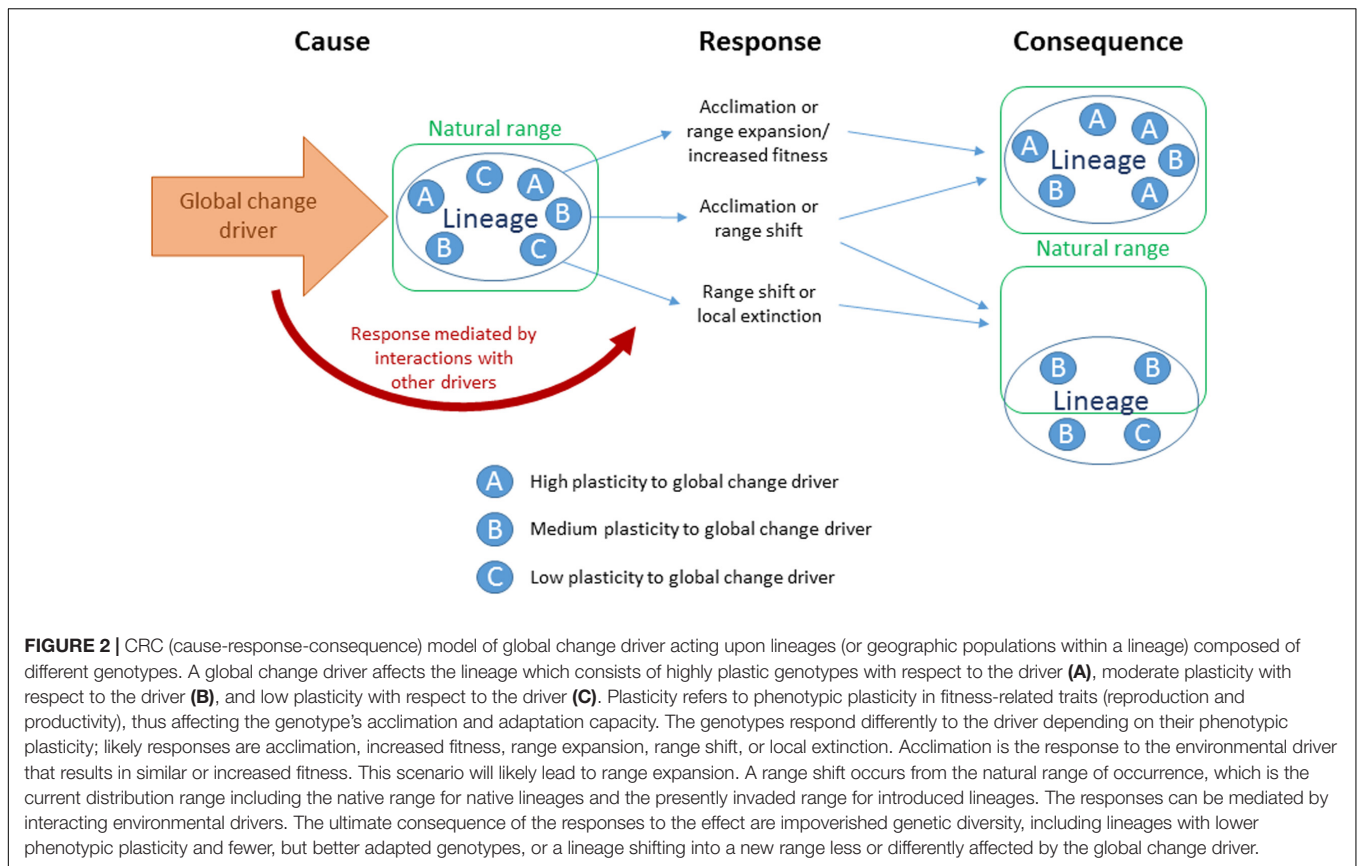 Cause
Response
Consequence
Global change
driver
Natural range
A
C
A
Lineage
B
B
C
Response mediated by
interactions with
other drivers
Acclimation or
range expansion/
increased fitness
Acclimation or
range shift
Range shift or
local extinction
A
A
A
Lineage
B
B
A
Natural range
B
B
Lineage
B
C
A High plasticity to global change driver
B Medium plasticity to global change driver
C Low plasticity to global change driver
FIGURE 2 | CRC (cause-response-consequence) model of global change driver acting upon lineages (or geographic populations within a lineage) composed of
different genotypes. A global change driver affects the lineage which consists of highly plastic genotypes with respect to the driver (A), moderate plasticity with
respect to the driver (B), and low plasticity with respect to the driver (C). Plasticity refers to phenotypic plasticity in fitness-related traits (reproduction and
productivity), thus affecting the genotype's acclimation and adaptation capacity. The genotypes respond differently to the driver depending on their phenotypic
plasticity; likely responses are acclimation, increased fitness, range expansion, range shift, or local extinction. Acclimation is the response to the environmental driver
that results in similar or increased fitness. This scenario will likely lead to range expansion. A range shift occurs from the natural range of occurrence, which is the
current distribution range including the native range for native lineages and the presently invaded range for introduced lineages. The responses can be mediated by
interacting environmental drivers. The ultimate consequence of the responses to the effect are impoverished genetic diversity, including lineages with lower
phenotypic plasticity and fewer, but better adapted genotypes, or a lineage shifting into a new range less or differently affected by the global change driver.